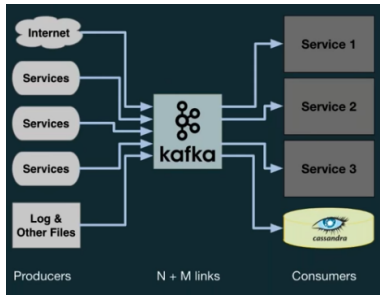 Internet
Services
Services
Services
Log &
Other Files
kafka
Service 1
Service 2
Service 3
cassandra
Producers
N + M links
Consumers